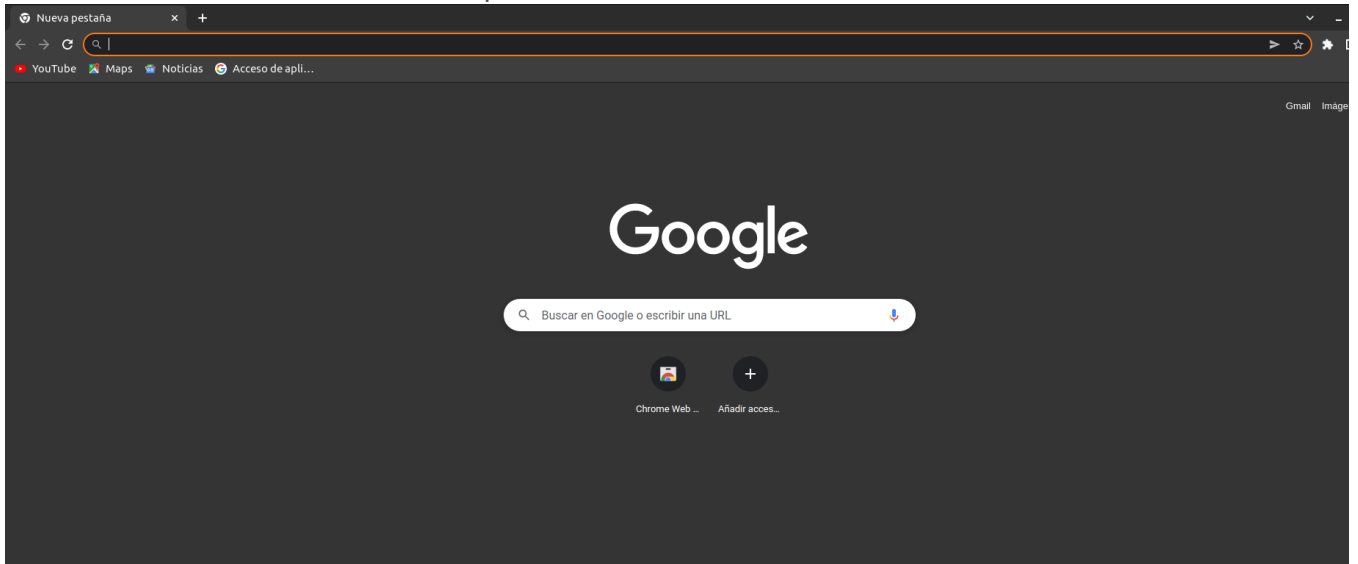 Nueva pestaña
YouTube Maps Noticias Acceso de apli...
Gmail Image
Google
Buscar en Google o escribir una URL
Chrome Web ... Añadir acces...